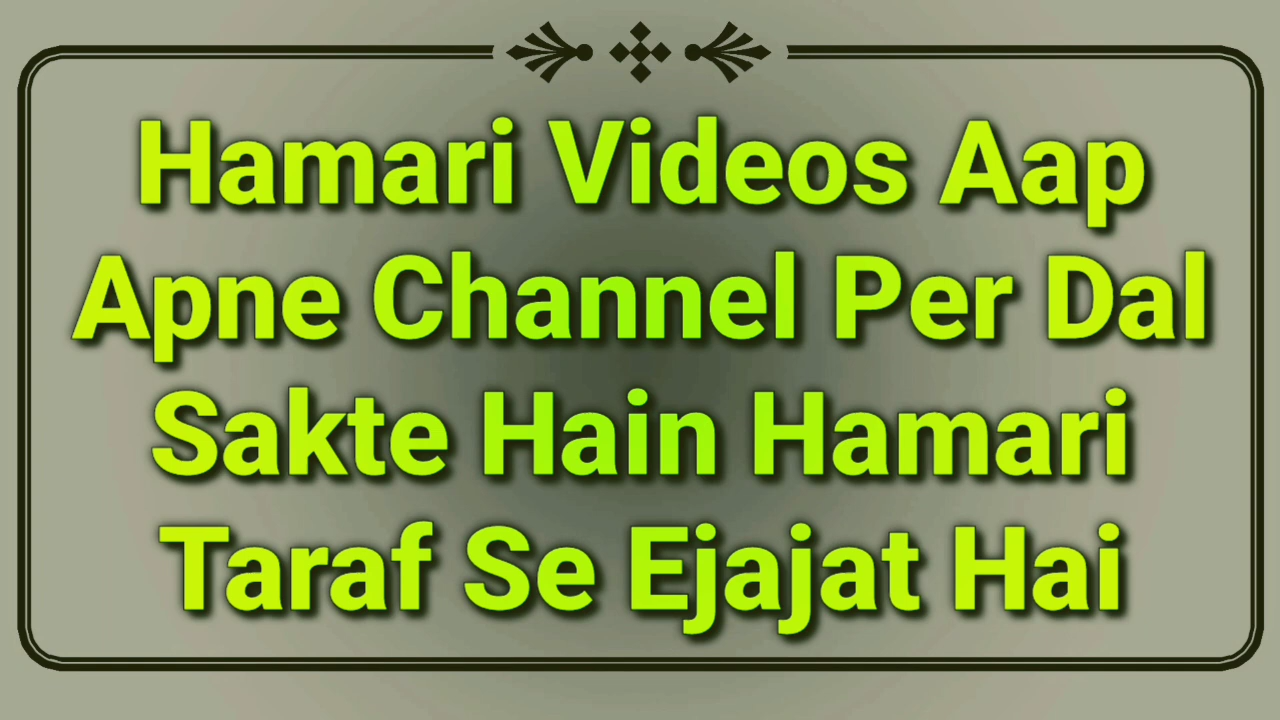 Hamari Videos Aap
Apne Channel Per Dal
Sakte Hain Hamari
Taraf Se Ejajat Hai